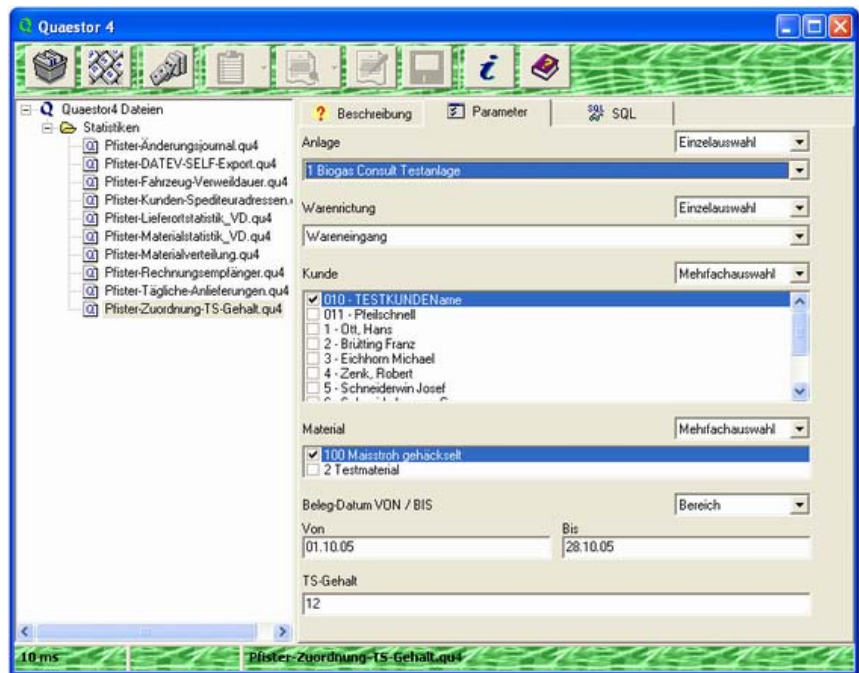 Quaestor 4
Quaestor4 Dateien
Statistiken
Pfister-Änderungsjournal.qu4
Pfister-DATEV-SELF-Export.qu4
Pfister-Fahrzeug-Verweildauer.qu4
Pfister-Kunden-Spediteuradressen.
Pfister-Lieferortstatistik_VD.qu4
Pfister-Materialstatistik_VD.qu4
Pfister-Materialverteilung.qu4
Pfister-Rechnungsempfänger.qu4
Pfister-Tägliche-Anlieferungen.qu4
Pfister-Zuordnung-TS-Gehalt.qu4
Beschreibung Parameter SQL
Anlage Einzelauswahl
1 Biogas Consult Testanlage
Warenrictung Einzelauswahl
Wareneingang
Kunde Mehrfachauswahl
010 - TESTKUNDEName
011 - Pfeilschnell
1 - Ott, Hans
2 - Brütting Franz
3 - Eichhorn Michael
4 - Zenk, Robert
5 - Schneiderwin Josef
Material Mehrfachauswahl
100 Maisstroh gehäckselt
2 Testmaterial
Beleg-Datum VON / BIS Bereich
Von Bis
01.10.05 28.10.05
TS-Gehalt
12
10 ms Pfister-Zuordnung-TS-Gehalt.qu4